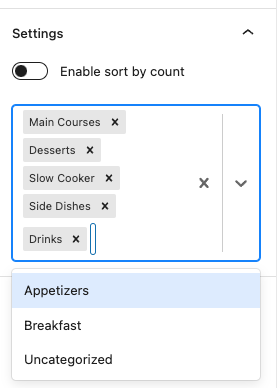 Settings
Enable sort by count
Main Courses
Desserts
Slow Cooker
Side Dishes
Drinks
Appetizers
Breakfast
Uncategorized